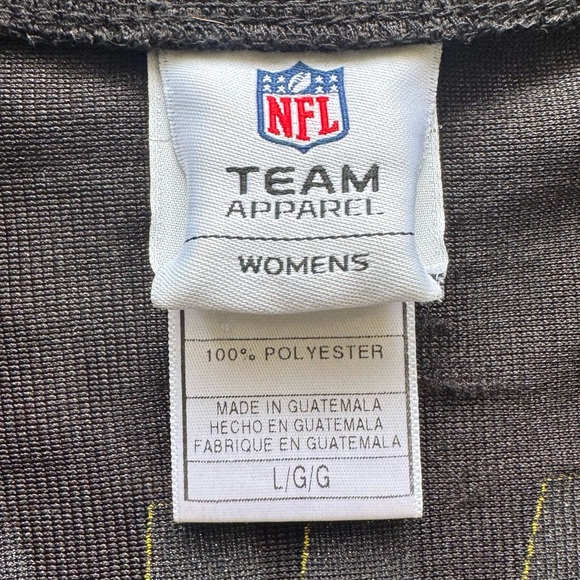 NFL
TEAM
APPAREL
WOMENS
100% POLYESTER
MADE IN GUATEMALA
HECHO EN GUATEMALA
FABRIQUE EN GUATEMALA
L/G/G